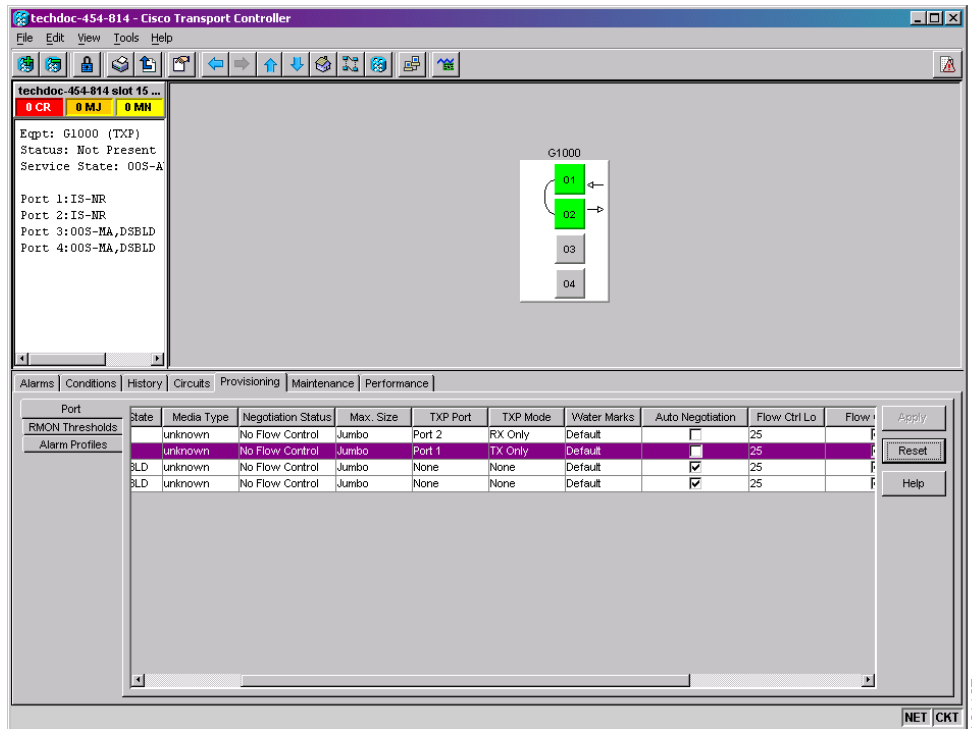 techdoc-454-814 - Cisco Transport Controller
File Edit View Tools Help
techdoc-454-814 slot 15 ...
0 CR 0 MJ 0 MN
Eqpt: G1000 (TXP)
Status: Not Present
Service State: OOS-A
Port 1:IS-NR
Port 2:IS-NR
Port 3:OOS-MA,DSBLD
Port 4:OOS-MA,DSBLD
G1000
01
02
03
04
Alarms Conditions History Circuits Provisioning Maintenance Performance
Port
RMON Thresholds
Alarm Profiles
State Media Type Negotiation Status Max. Size TXP Port TXP Mode Water Marks Auto Negotiation Flow Ctrl Lo Flow
unknown No Flow Control Jumbo Port 2 RX Only Default 25
unknown No Flow Control Jumbo Port 1 TX Only Default 25
BLD unknown No Flow Control Jumbo None None Default 25
BLD unknown No Flow Control Jumbo None None Default 25
Apply
Reset
Help
NET CKT